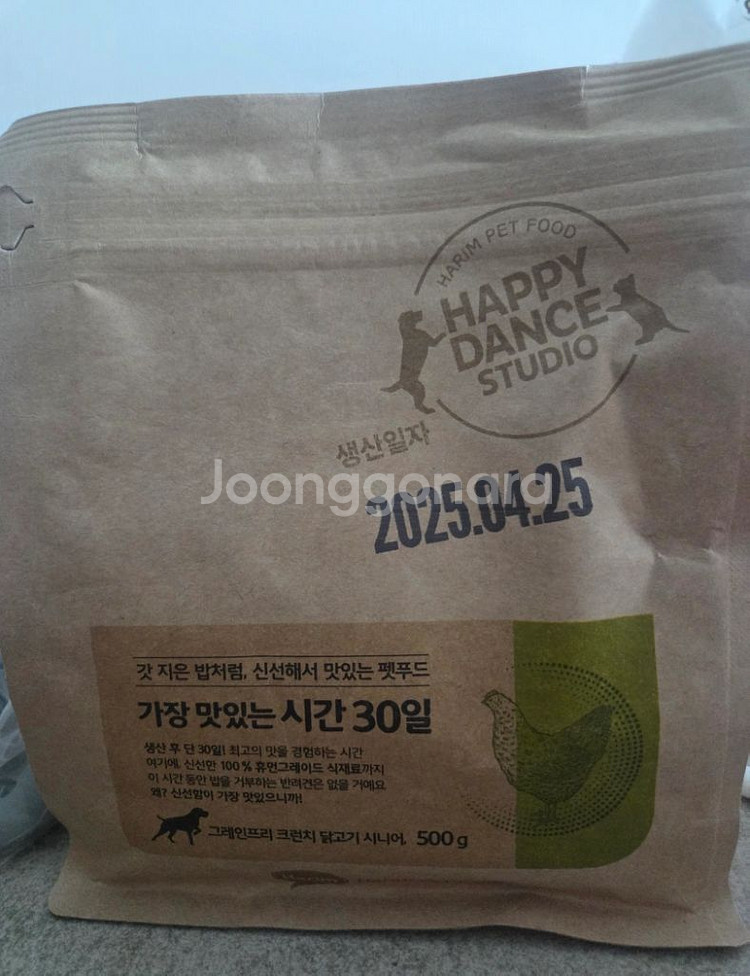 HARIM PET FOOD
HAPPY
DANCE
STUDIO
생산일자
Joonggonara
2025.04.25
갓 지은 밥처럼, 신선해서 맛있는 펫푸드
가장 맛있는 시간 30일
생산 후 단 30일! 최고의 맛을 경험하는 시간
여기에, 신선한 100% 휴먼그레이드 식재료까지
이 시간 동안 밥을 거부하는 반려견은 없을 거예요
왜? 신선함이 가장 맛있으니까!
그레인프리 크런치 닭고기 시니어, 500g